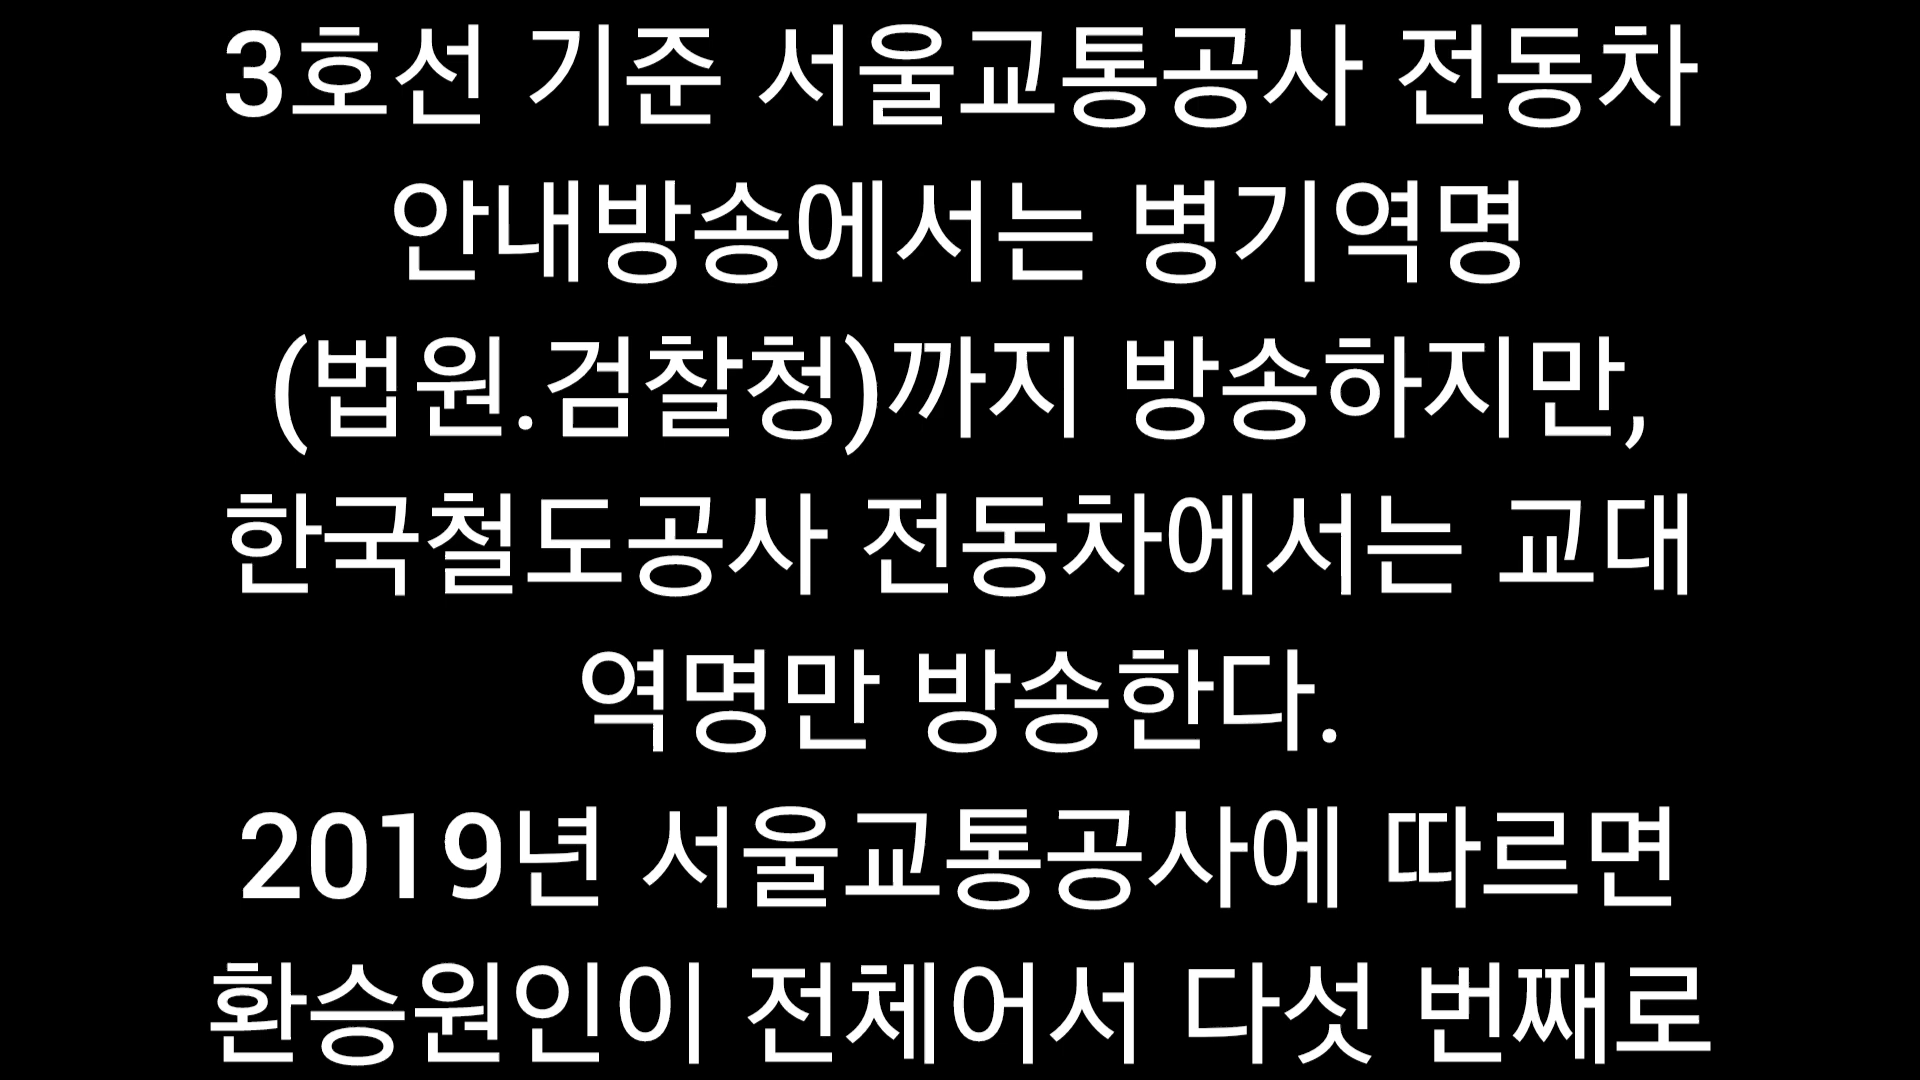 3호선 기준 서울교통공사 전동차
안내방송에서는 병기역명
(법원.검찰청)까지 방송하지만,
한국철도공사 전동차에서는 교대
역명만 방송한다.
2019년 서울교통공사에 따르면
환승원인이 전체어서 다섯 번째로